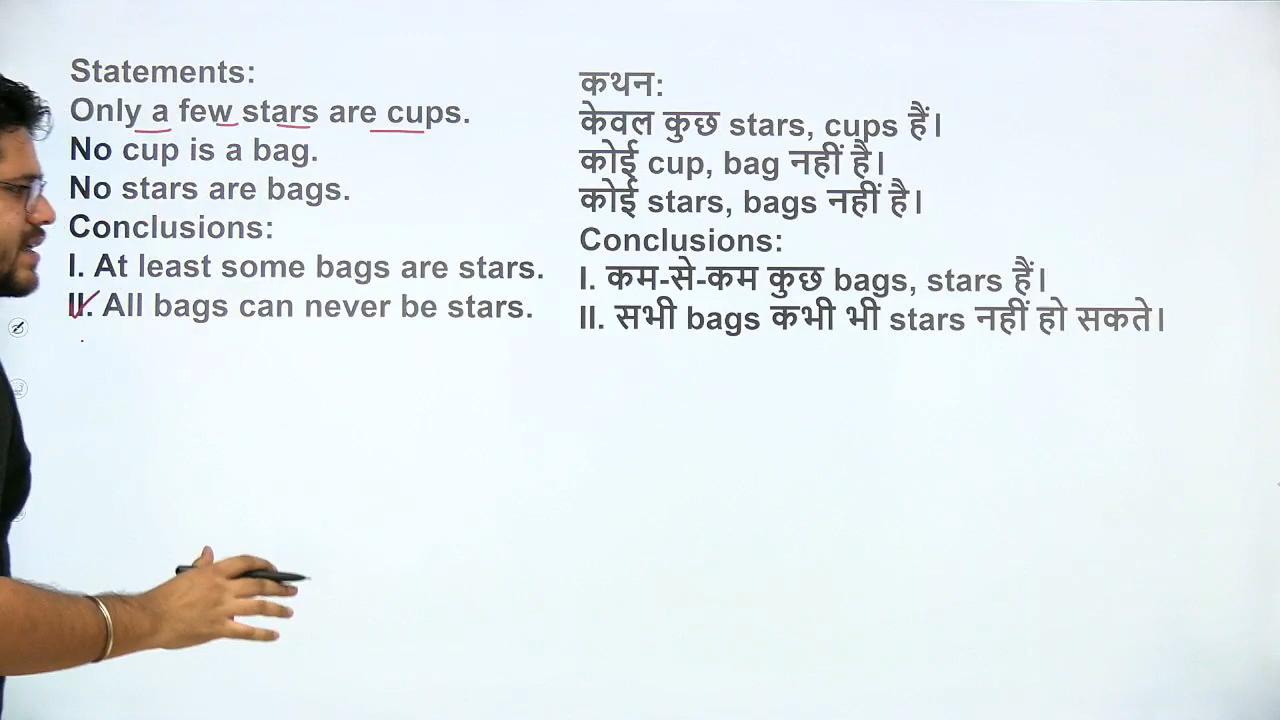 Statements:
Only a few stars are cups.
No cup is a bag.
No stars are bags.
Conclusions:
I. At least some bags are stars.
II. All bags can never be stars.
कथन:
केवल कुछ stars, cups हैं।
कोई cup, bag नहीं है।
कोई stars, bags नहीं है।
Conclusions:
I. कम-से-कम कुछ bags, stars हैं।
II. सभी bags कभी भी stars नहीं हो सकते।